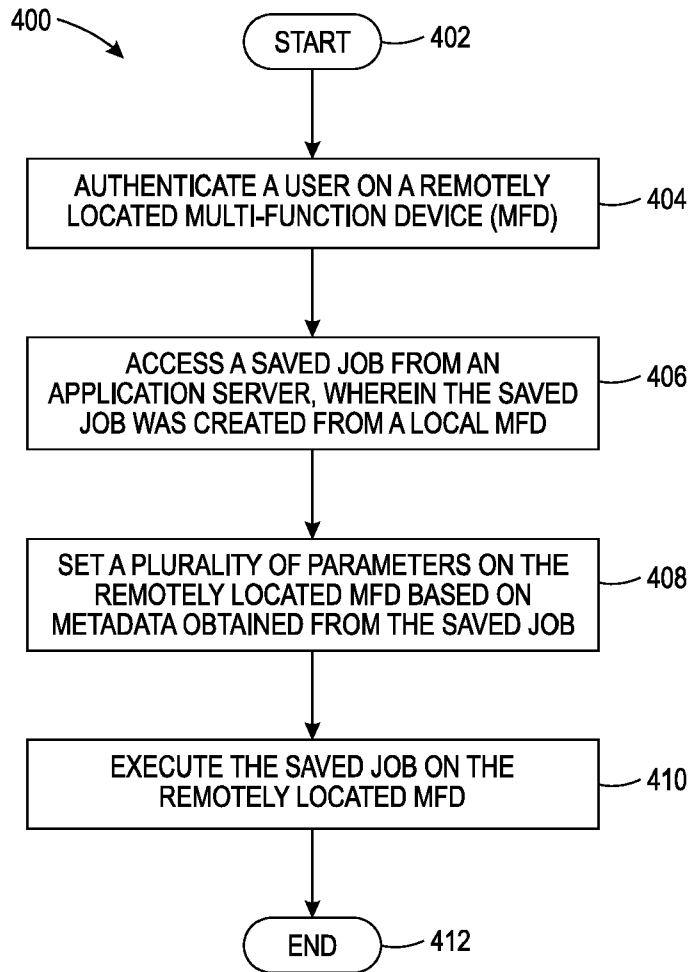 400
START
402
AUTHENTICATE A USER ON A REMOTELY
LOCATED MULTI-FUNCTION DEVICE (MFD)
404
ACCESS A SAVED JOB FROM AN
APPLICATION SERVER, WHEREIN THE SAVED
JOB WAS CREATED FROM A LOCAL MFD
406
SET A PLURALITY OF PARAMETERS ON THE
REMOTELY LOCATED MFD BASED ON
METADATA OBTAINED FROM THE SAVED JOB
408
EXECUTE THE SAVED JOB ON THE
REMOTELY LOCATED MFD
410
END
412